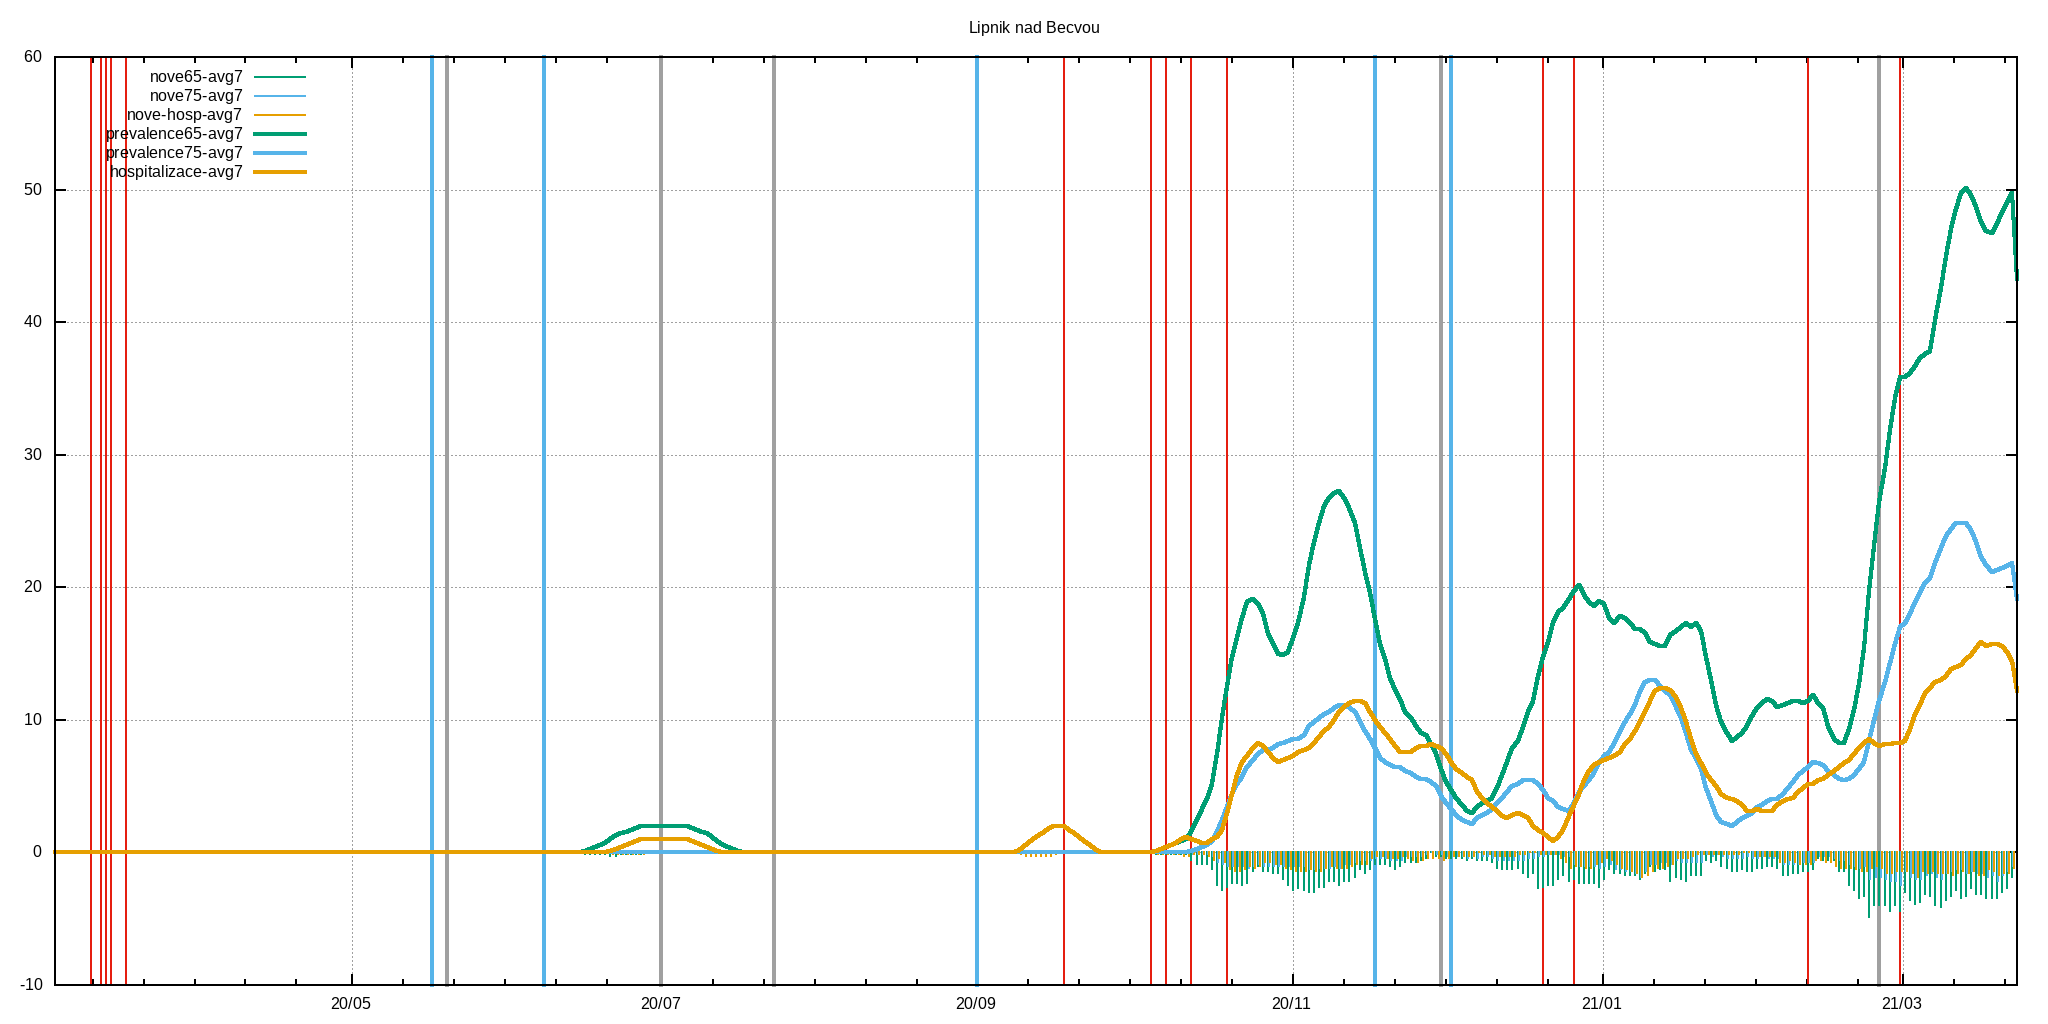 Lipnik nad Becvou
60
50
40
30
20
10
0
-10
nove65-avg7
nove75-avg7
nove-hosp-avg7
prevalence65-avg7
prevalence75-avg7
hospitalizace-avg7
20/05
20/07
20/09
20/11
21/01
21/03